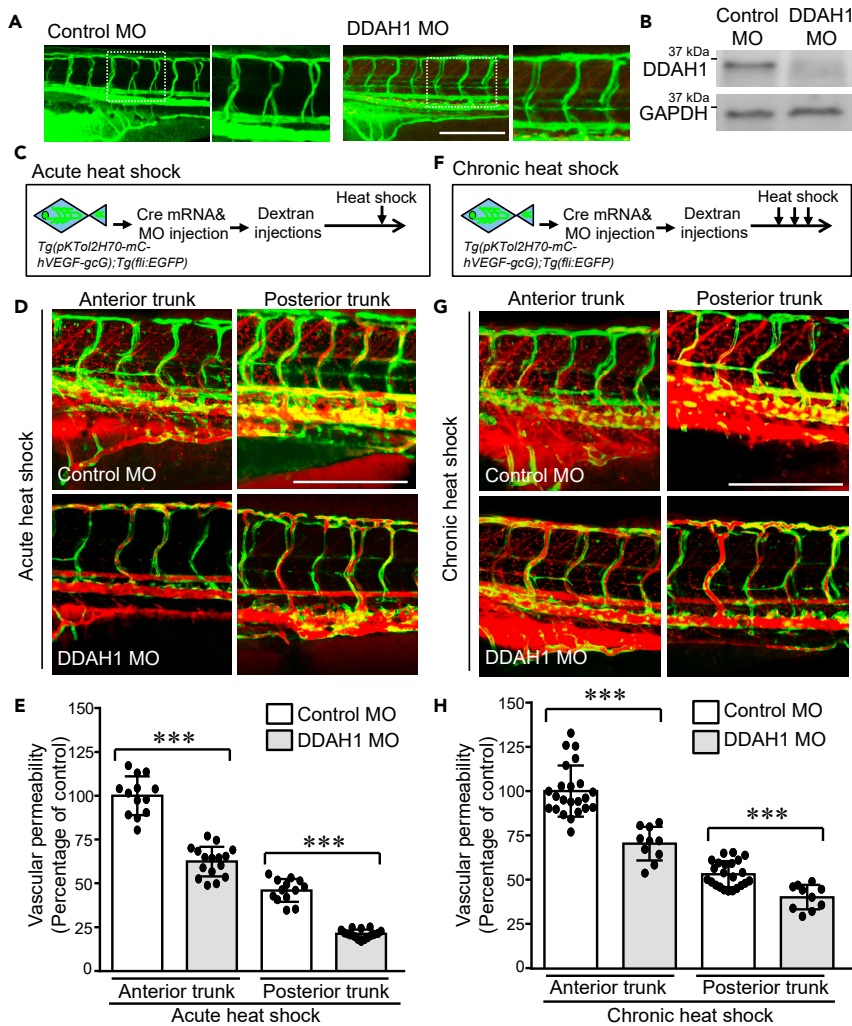 A
Control MO
DDAH1 MO
B
Control MO
DDAH1 MO
37 kDa
DDAH1
37 kDa
GAPDH
C
Acute heat shock
Cre mRNA&
MO injection
Dextran
injections
Heat shock
Tg(pKTol2H70-mC-
hVEGF-gcG);Tg(fli:EGFP)
F
Chronic heat shock
Cre mRNA&
MO injection
Dextran
injections
Heat shock
Tg(pKTol2H70-mC-
hVEGF-gcG);Tg(fli:EGFP)
D
Anterior trunk
Posterior trunk
Acute heat shock
Control MO
DDAH1 MO
G
Anterior trunk
Posterior trunk
Chronic heat shock
Control MO
DDAH1 MO
E
Vascular permeability
(Percentage of control)
150
125
100
75
50
25
0
***
***
Control MO
DDAH1 MO
Anterior trunk
Posterior trunk
Acute heat shock
H
Vascular permeability
(Percentage of control)
150
125
100
75
50
25
0
***
***
Control MO
DDAH1 MO
Anterior trunk
Posterior trunk
Chronic heat shock